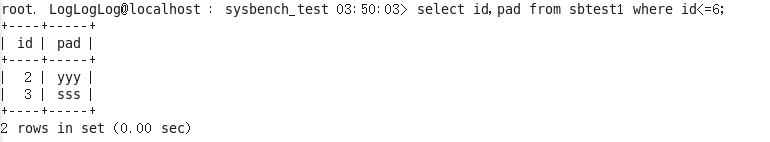 root. LogLogLog@localhost : sysbench_test 03:50:03> select id,pad from sbtest1 where id<=6;
+----+-----+
| id | pad |
+----+-----+
|  2 | yyy |
|  3 | sss |
+----+-----+
2 rows in set (0.00 sec)